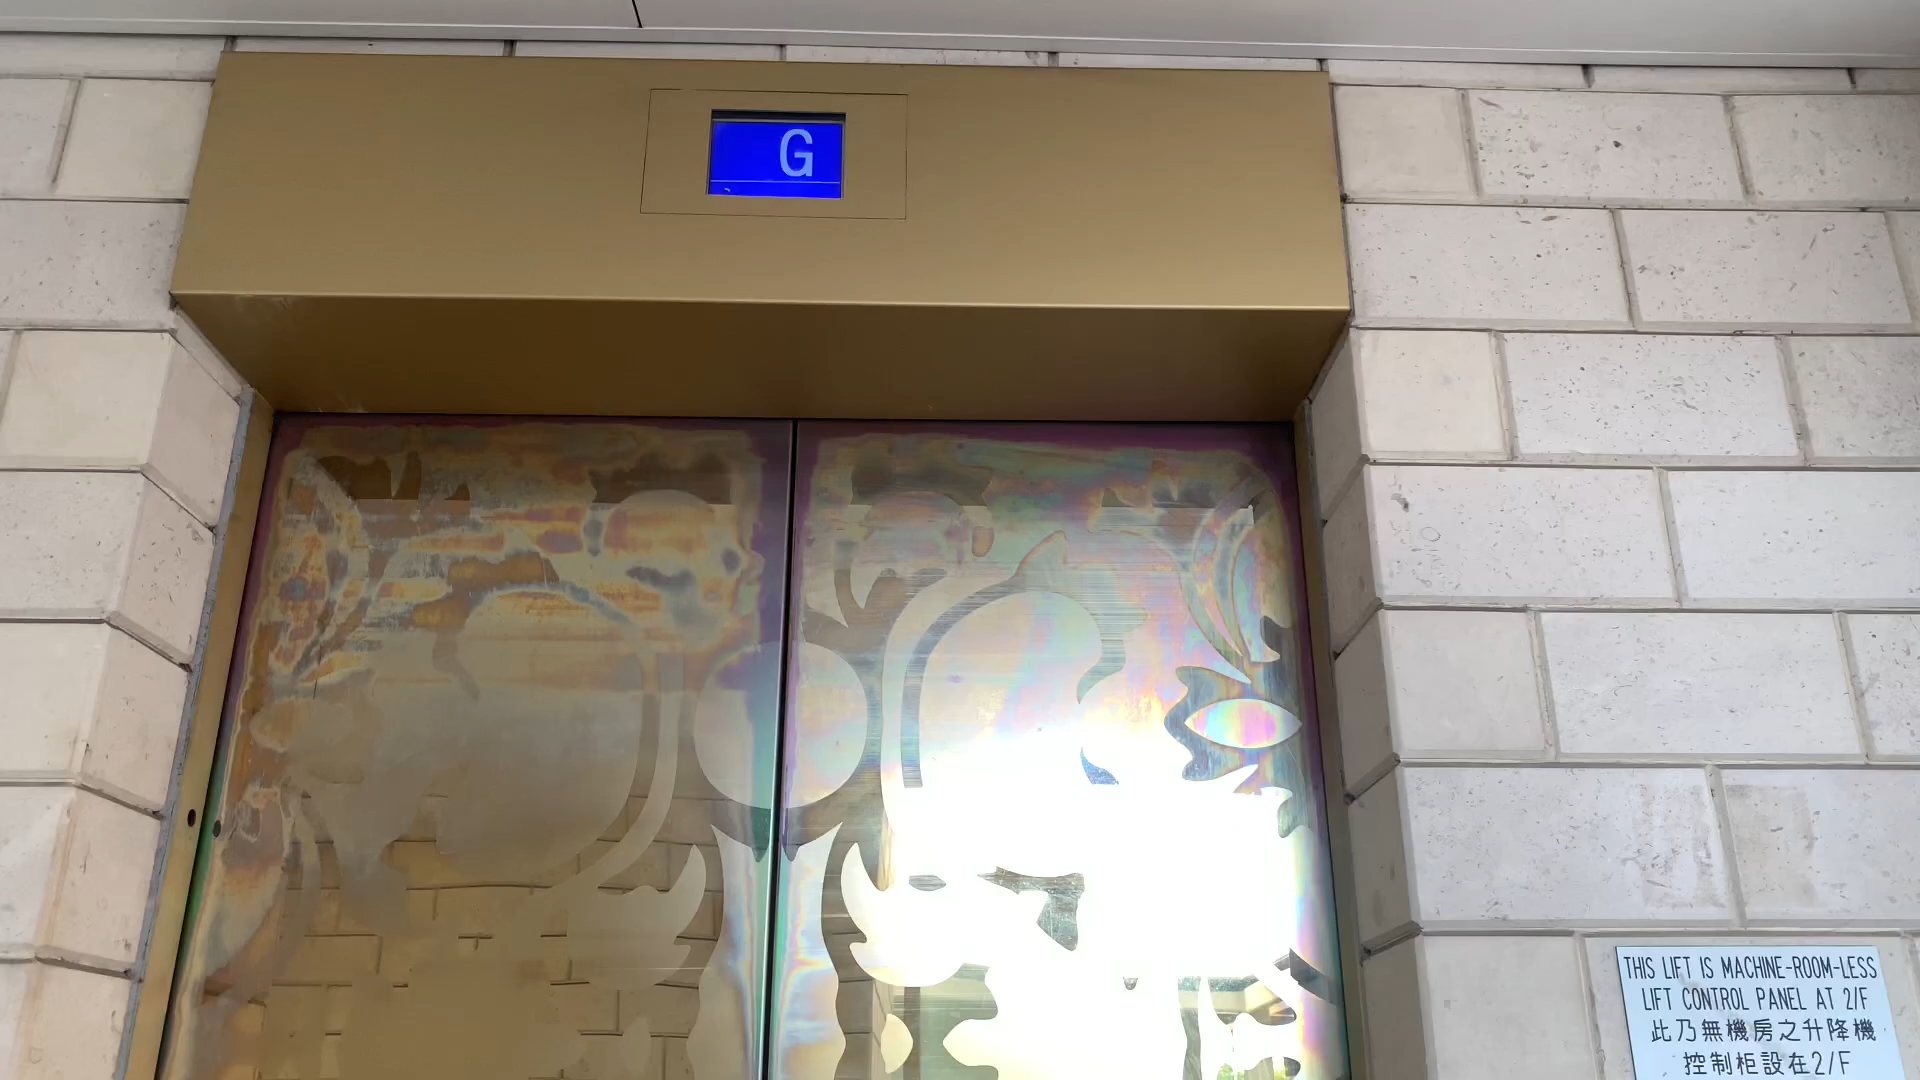 G
THIS LIFT IS MACHINE-ROOM-LESS
LIFT CONTROL PANEL AT 2/F
此乃無機房之升降機
控制柜設在2/F